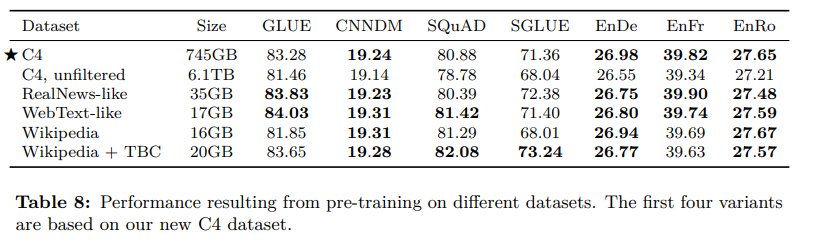 Dataset Size GLUE CNNDM SQuAD SGLUE EnDe EnFr EnRo
★ C4 745GB 83.28 19.24 80.88 71.36 26.98 39.82 27.65
C4, unfiltered 6.1TB 81.46 19.14 78.78 68.04 26.55 39.34 27.21
RealNews-like 35GB 83.83 19.23 80.39 72.38 26.75 39.90 27.48
WebText-like 17GB 84.03 19.31 81.42 71.40 26.80 39.74 27.59
Wikipedia 16GB 81.85 19.31 81.29 68.01 26.94 39.69 27.67
Wikipedia + TBC 20GB 83.65 19.28 82.08 73.24 26.77 39.63 27.57
Table 8: Performance resulting from pre-training on different datasets. The first four variants
are based on our new C4 dataset.